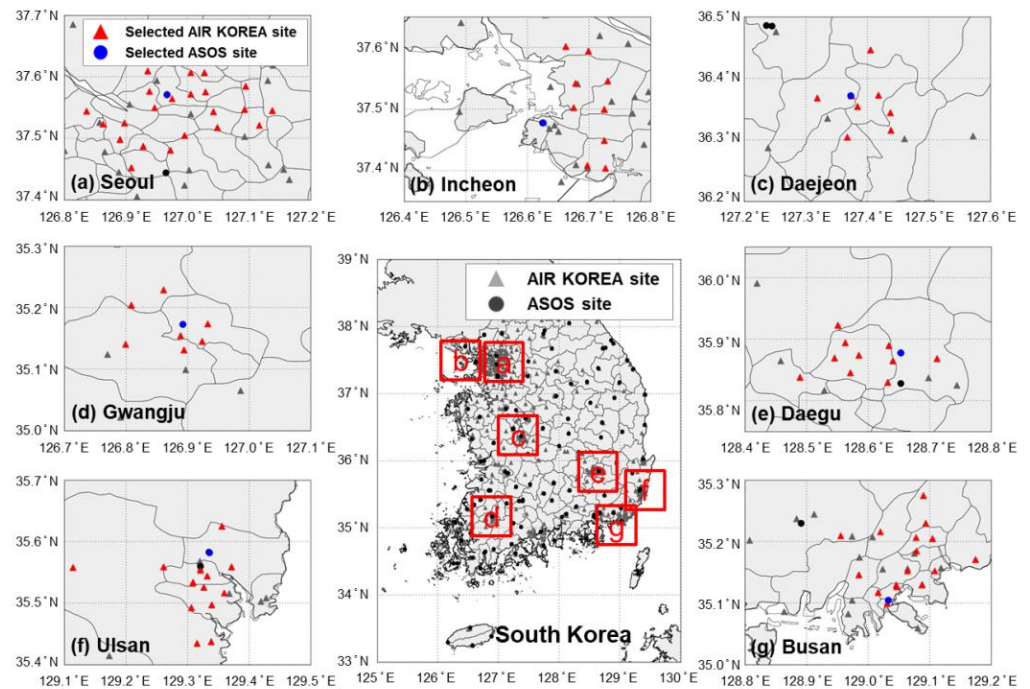 37.7˚N
37.6˚N
37.5˚N
37.4˚N
Selected AIR KOREA site
Selected ASOS site
(a) Seoul
126.8˚E 126.9˚E 127.0˚E 127.1˚E 127.2˚E
37.6˚N
37.5˚N
37.4˚N
(b) Incheon
126.4˚E 126.5˚E 126.6˚E 126.7˚E 126.8˚E
36.5˚N
36.4˚N
36.3˚N
36.2˚N
(c) Daejeon
127.2˚E 127.3˚E 127.4˚E 127.5˚E 127.6˚E
35.3˚N
35.2˚N
35.1˚N
35.0˚N
(d) Gwangju
126.7˚E 126.8˚E 126.9˚E 127.0˚E 127.1˚E
39˚N
38˚N
37˚N
36˚N
35˚N
34˚N
33˚N
AIR KOREA site
ASOS site
b
a
c
e
f
d
g
South Korea
125˚E 126˚E 127˚E 128˚E 129˚E 130˚E
36.0˚N
35.9˚N
35.8˚N
(e) Daegu
128.4˚E 128.5˚E 128.6˚E 128.7˚E 128.8˚E
35.7˚N
35.6˚N
35.5˚N
35.4˚N
(f) Ulsan
129.1˚E 129.2˚E 129.3˚E 129.4˚E 129.5˚E
35.3˚N
35.2˚N
35.1˚N
35.0˚N
(g) Busan
128.8˚E 128.9˚E 129.0˚E 129.1˚E 129.2˚E